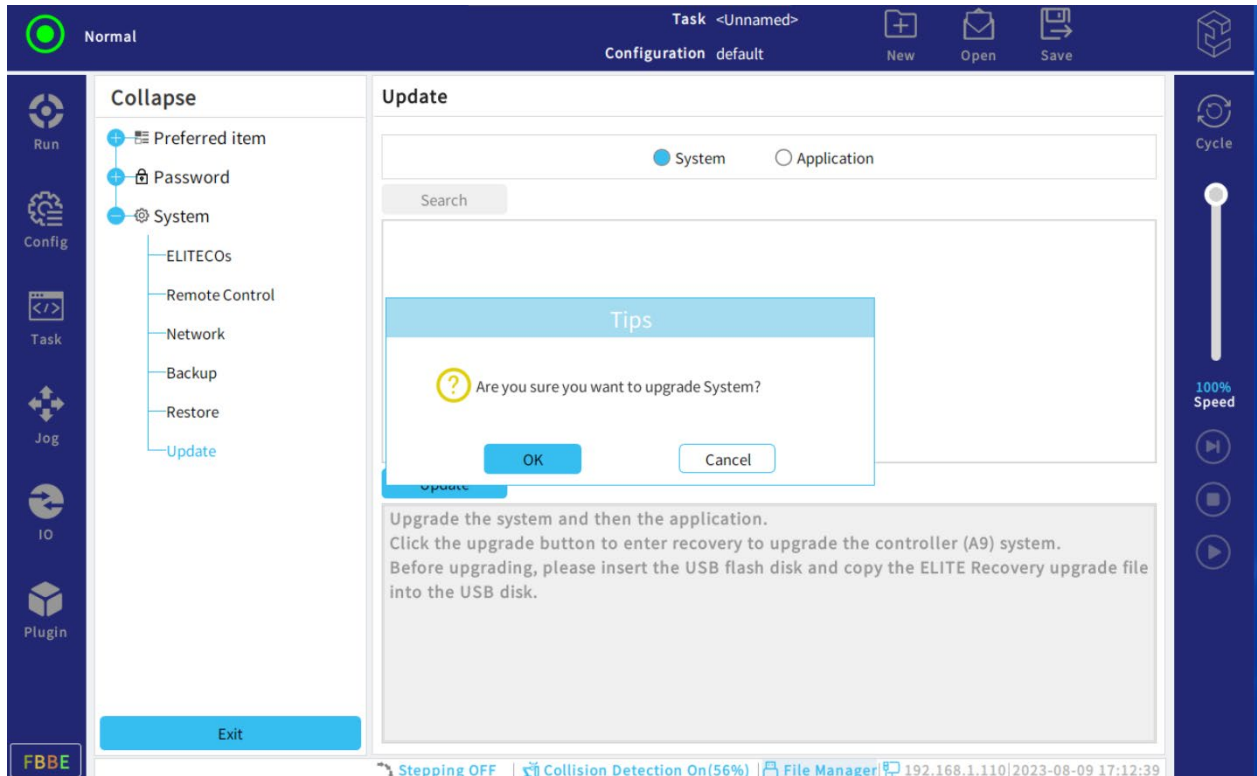 Normal
Task <Unnamed>
Configuration default
New
Open
Save
Run
Config
Task
Jog
IO
Plugin
FBBE
Collapse
Preferred item
Password
System
ELITECOs
Remote Control
Network
Backup
Restore
Update
Exit
Update
System
Application
Search
Tips
Are you sure you want to upgrade System?
OK
Cancel
Update
Upgrade the system and then the application.
Click the upgrade button to enter recovery to upgrade the controller (A9) system.
Before upgrading, please insert the USB flash disk and copy the ELITE Recovery upgrade file
into the USB disk.
Cycle
100%
Speed
Stepping OFF | Collision Detection On(56%) | File Manager| 192.168.1.110|2023-08-09 17:12:39